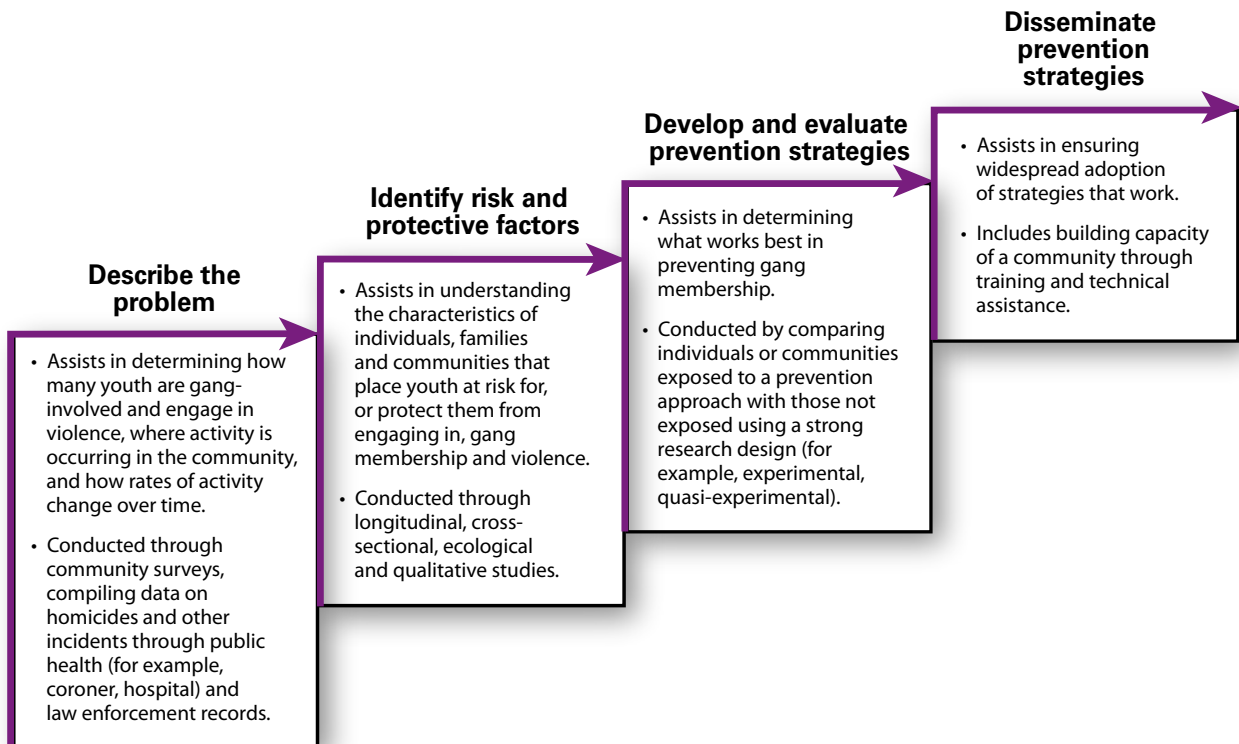 Describe the
problem
• Assists in determining how
many youth are gang-
involved and engage in
violence, where activity is
occurring in the community,
and how rates of activity
change over time.
• Conducted through
community surveys,
compiling data on
homicides and other
incidents through public
health (for example,
coroner, hospital) and
law enforcement records.
Identify risk and
protective factors
• Assists in understanding
the characteristics of
individuals, families
and communities that
place youth at risk for,
or protect them from
engaging in, gang
membership and violence.
• Conducted through
longitudinal, cross-
sectional, ecological
and qualitative studies.
Develop and evaluate
prevention strategies
• Assists in determining
what works best in
preventing gang
membership.
• Conducted by comparing
individuals or communities
exposed to a prevention
approach with those not
exposed using a strong
research design (for
example, experimental,
quasi-experimental).
Disseminate
prevention
strategies
• Assists in ensuring
widespread adoption
of strategies that work.
• Includes building capacity
of a community through
training and technical
assistance.